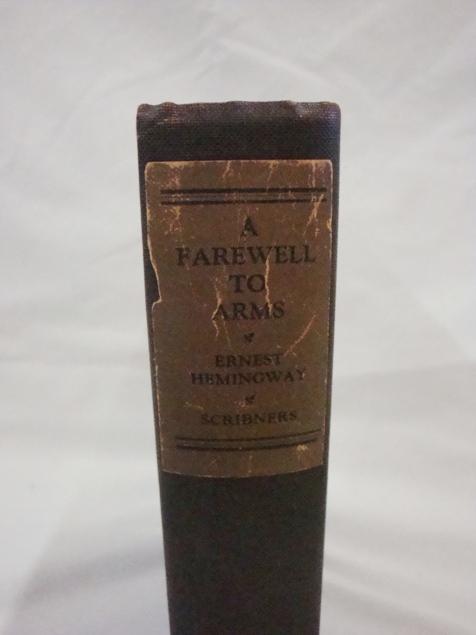 A
FAREWELL
TO
ARMS
ERNEST
HEMINGWAY
SCRIBNERS